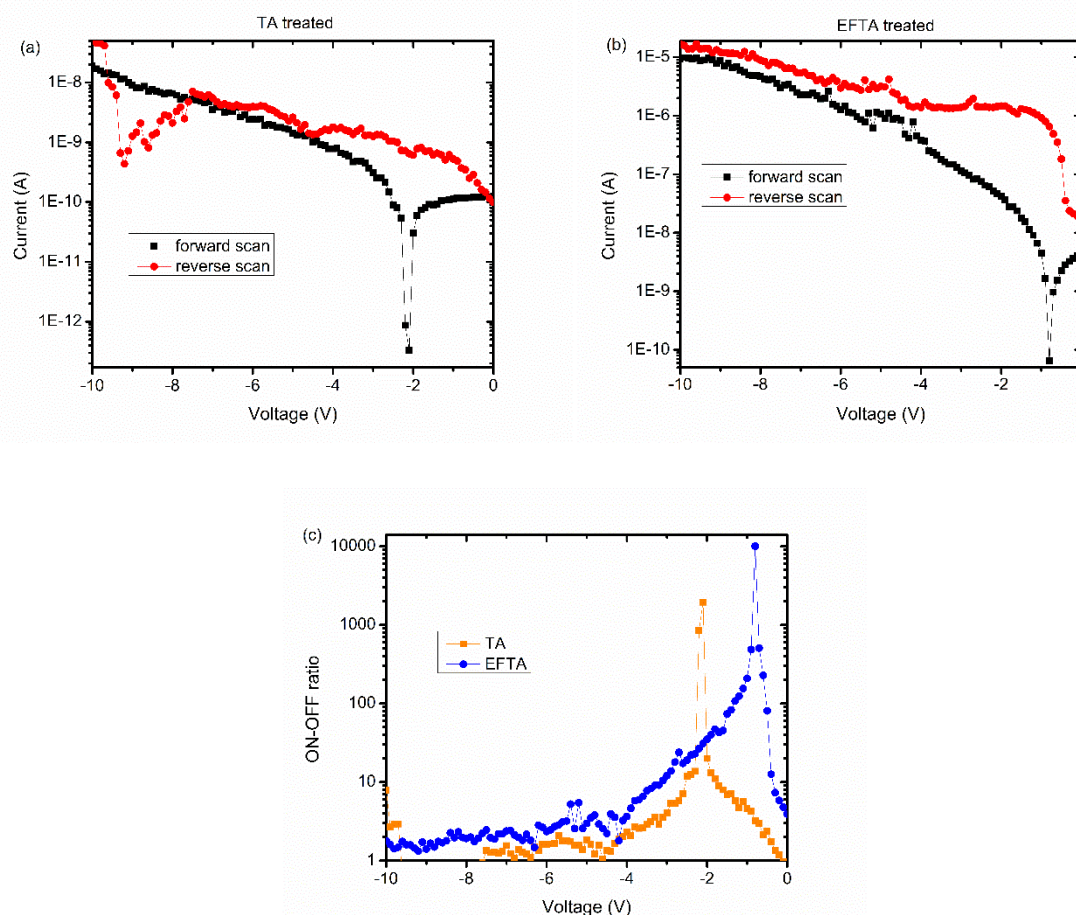 TA treated
(a)
1E-8
1E-9
1E-10
1E-11
1E-12
Current (A)
forward scan
reverse scan
-10 -8 -6 -4 -2 0
Voltage (V)
EFTA treated
(b)
1E-5
1E-6
1E-7
1E-8
1E-9
1E-10
Current (A)
forward scan
reverse scan
-10 -8 -6 -4 -2
Voltage (V)
(c)
10000
1000
100
10
1
ON-OFF ratio
TA
EFTA
-10 -8 -6 -4 -2 0
Voltage (V)